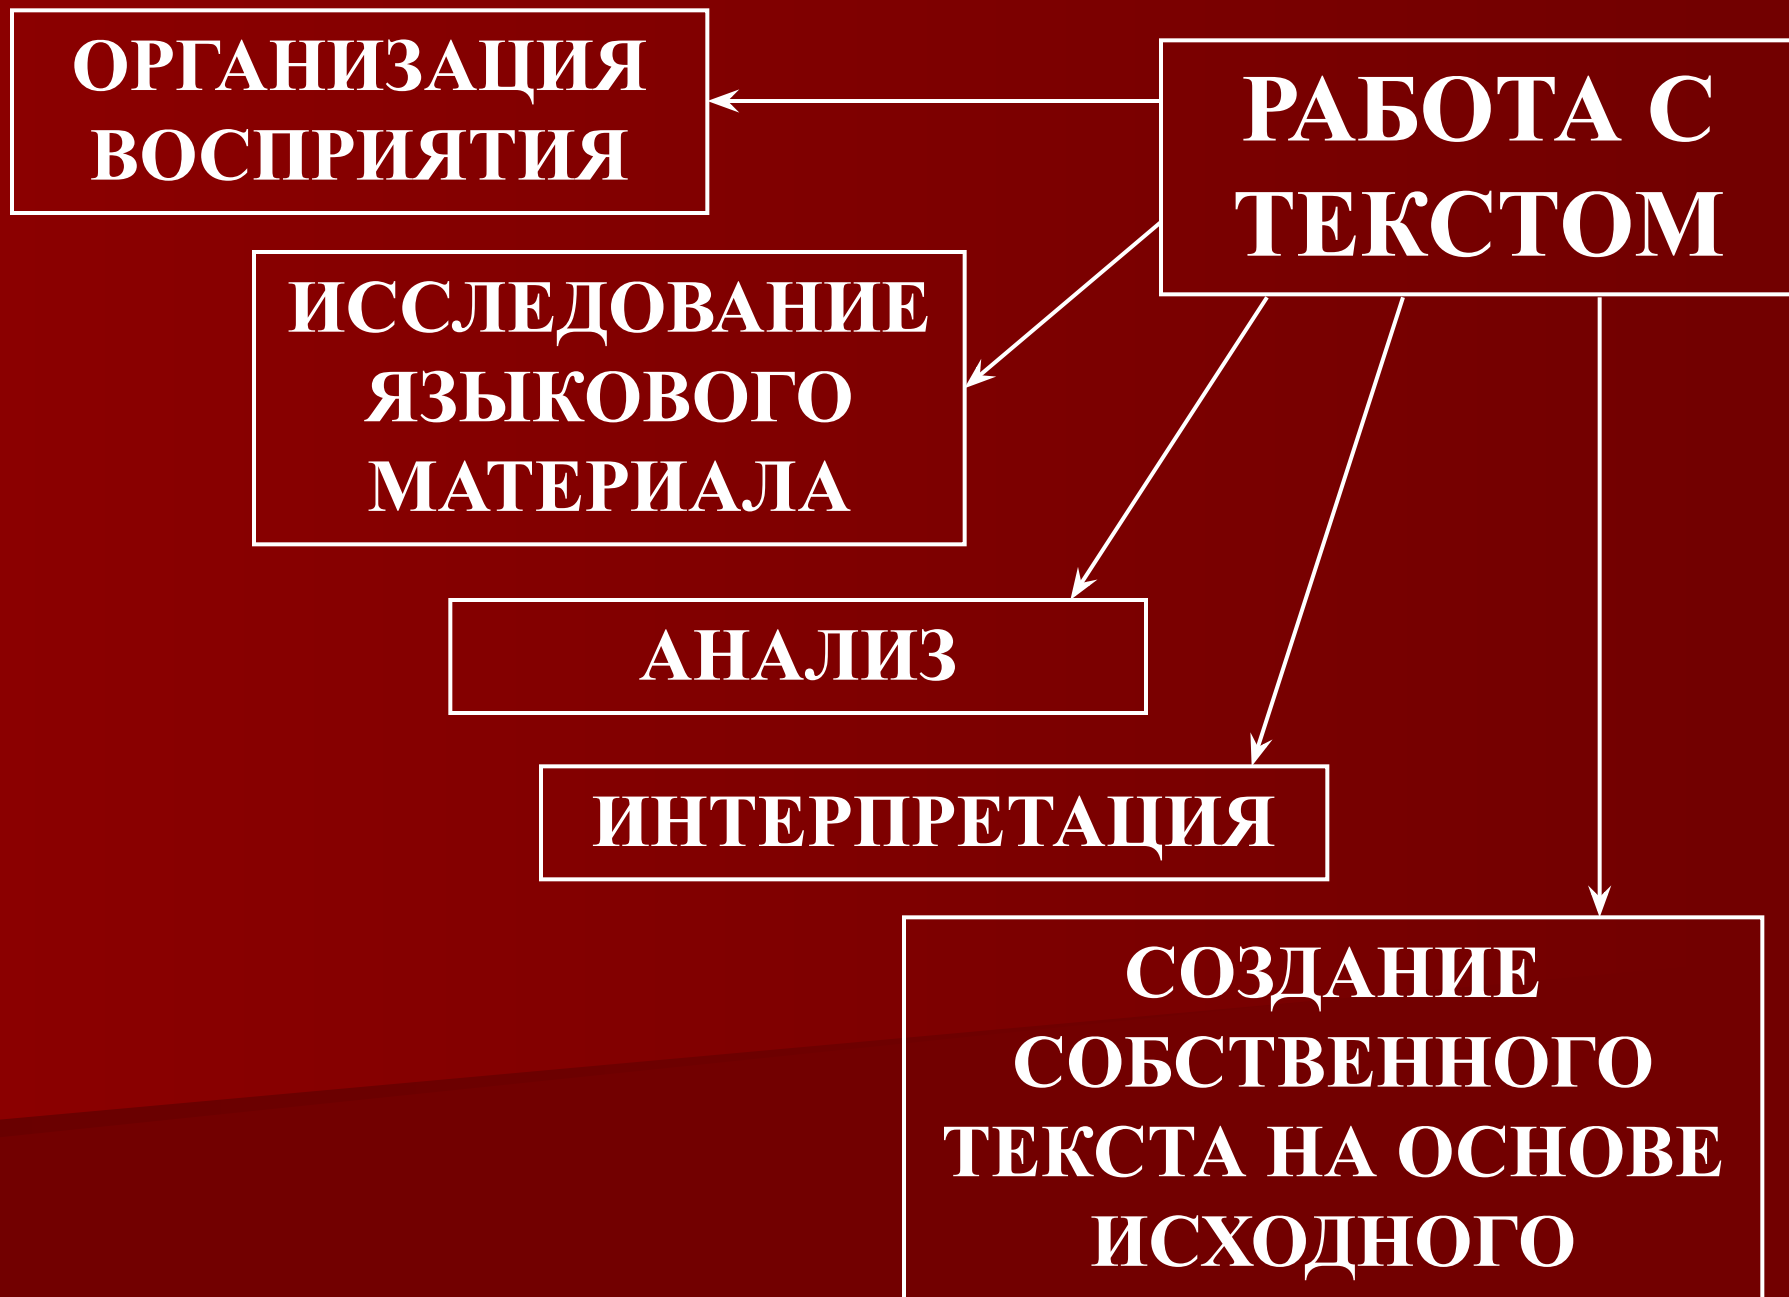 ОРГАНИЗАЦИЯ
ВОСПРИЯТИЯ
РАБОТА С
ТЕКСТОМ
ИССЛЕДОВАНИЕ
ЯЗЫКОВОГО
МАТЕРИАЛА
АНАЛИЗ
ИНТЕРПРЕТАЦИЯ
СОЗДАНИЕ
СОБСТВЕННОГО
ТЕКСТА НА ОСНОВЕ
ИСХОДНОГО